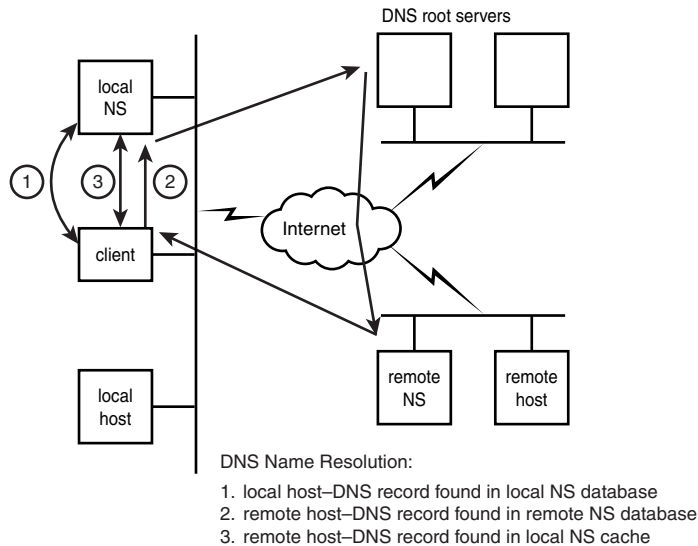 DNS root servers
local
NS
1
3
2
Internet
client
local
host
remote
NS
remote
host
DNS Name Resolution:
1. local host–DNS record found in local NS database
2. remote host–DNS record found in remote NS database
3. remote host–DNS record found in local NS cache